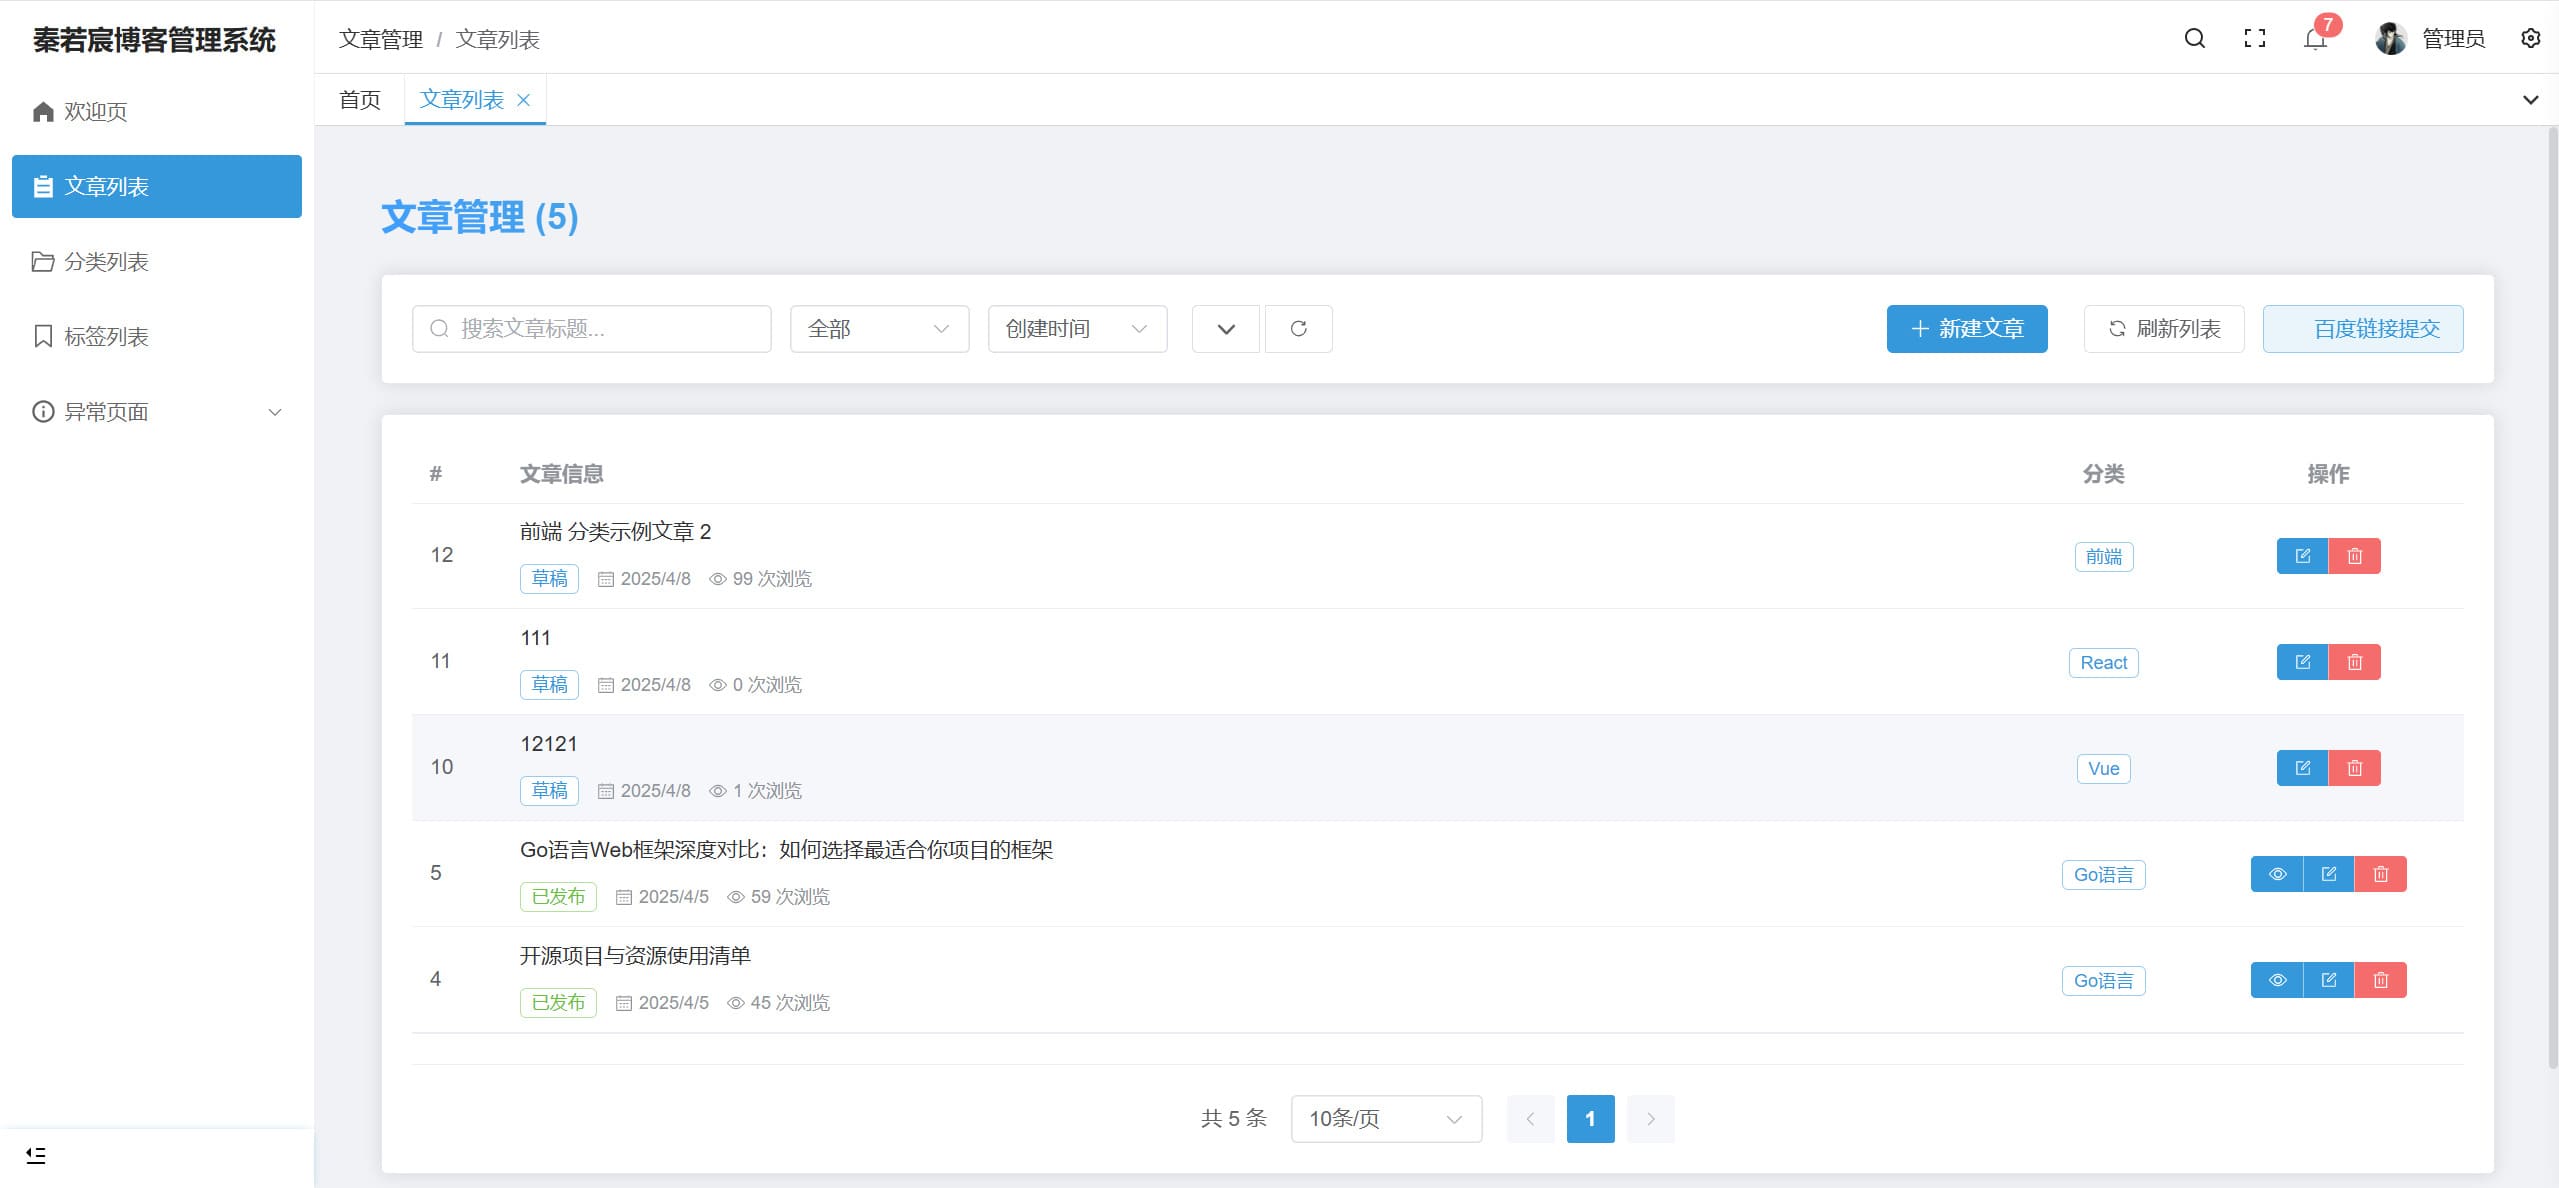 秦若宸博客管理系统
欢迎页
文章列表
分类列表
标签列表
异常页面
文章管理 / 文章列表
7
管理员
首页
文章列表
文章管理 (5)
搜索文章标题...
全部
创建时间
新建文章
刷新列表
百度链接提交
# 文章信息 分类 操作
前端 分类示例文章 2
12
草稿 2025/4/8 99 次浏览
前端
111
11
草稿 2025/4/8 0 次浏览
React
12121
10
草稿 2025/4/8 1 次浏览
Vue
Go语言Web框架深度对比：如何选择最适合你项目的框架
5
已发布 2025/4/5 59 次浏览
Go语言
开源项目与资源使用清单
4
已发布 2025/4/5 45 次浏览
Go语言
共 5 条 10条/页 1